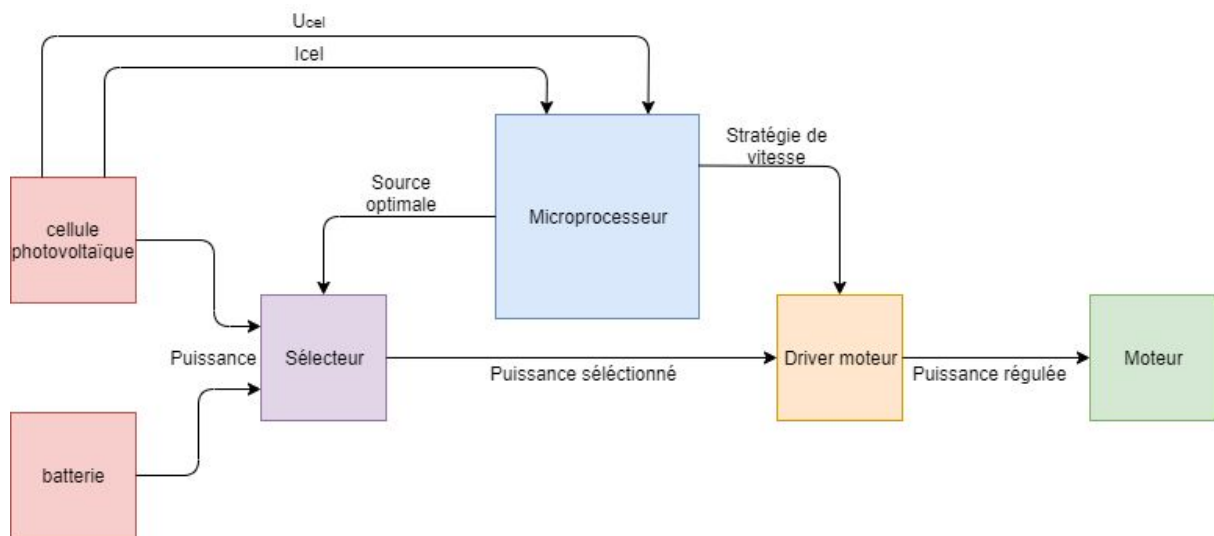 Ucel
Icel
Stratégie de
vitesse
Source
optimale
Microprocesseur
cellule
photovoltaïque
Puissance
Sélecteur
Puissance séléctionné
Driver moteur
Puissance régulée
Moteur
batterie